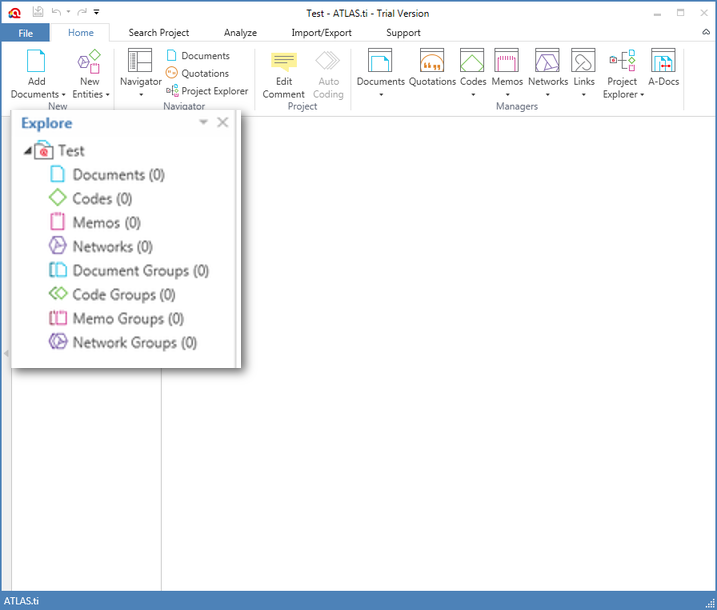 Test - ATLAS.ti - Trial Version
File Home Search Project Analyze Import/Export Support
Add Documents
New Entities
New
Navigator
Documents
Quotations
Project Explorer
Navigator
Edit Comment
Auto Coding
Project
Documents
Quotations
Codes
Memos
Networks
Links
Project Explorer
A-Docs
Managers
Explore
Test
Documents (0)
Codes (0)
Memos (0)
Networks (0)
Document Groups (0)
Code Groups (0)
Memo Groups (0)
Network Groups (0)
ATLAS.ti